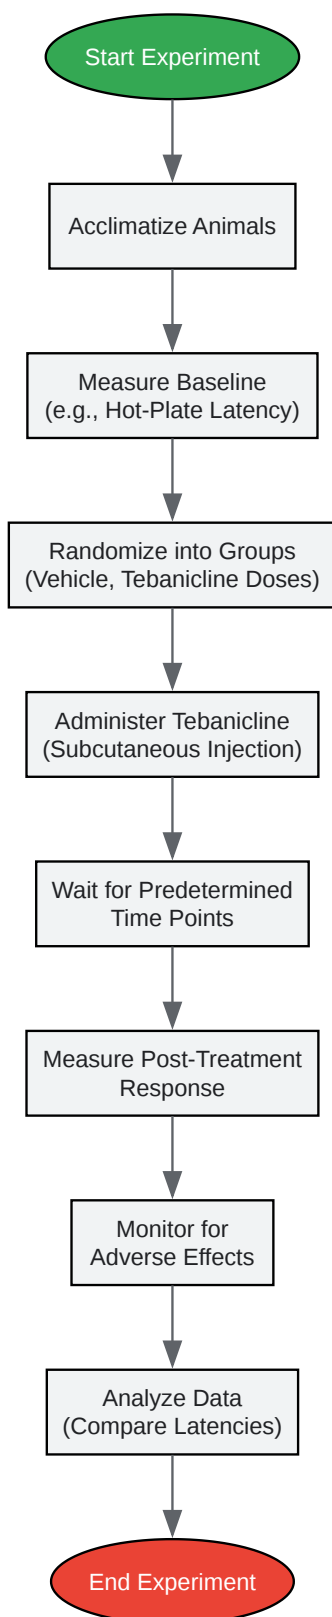 Start Experiment
Acclimatize Animals
Measure Baseline
(e.g., Hot-Plate Latency)
Randomize into Groups
(Vehicle, Tebanicline Doses)
Administer Tebanicline
(Subcutaneous Injection)
Wait for Predetermined
Time Points
Measure Post-Treatment
Response
Monitor for
Adverse Effects
Analyze Data
(Compare Latencies)
End Experiment